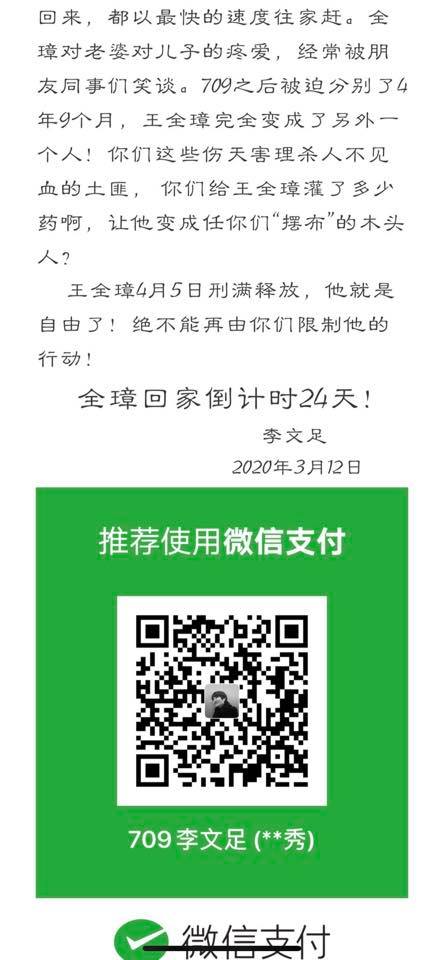 回来，都以最快的速度往家赶。全
璋对老婆对儿子的疼爱，经常被朋
友同事们笑谈。709之后被迫分别了4
年9个月，王全璋完全变成了另外一
个人！你们这些伤天害理杀人不见
血的土匪， 你们给王全璋灌了多少
药啊，让他变成任你们“摆布”的木头
人？
王全璋4月5日刑满释放，他就是
自由了！绝不能再由你们限制他的
行动！
全璋回家倒计时24天！
李文足
2020年3月12日
推荐使用微信支付
709李文足 (**秀)
微信支付